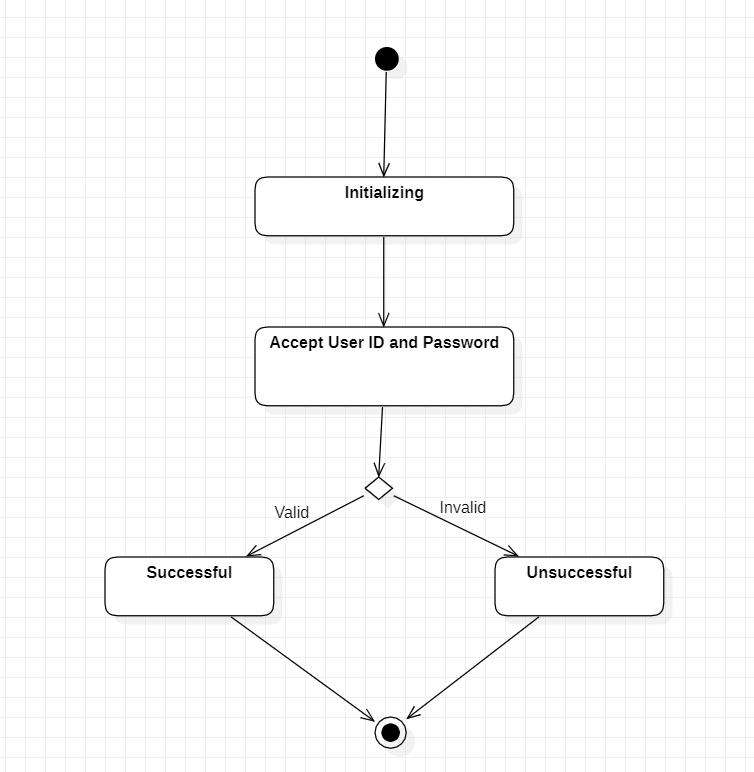 Initializing
Accept User ID and Password
Valid
Invalid
Successful
Unsuccessful